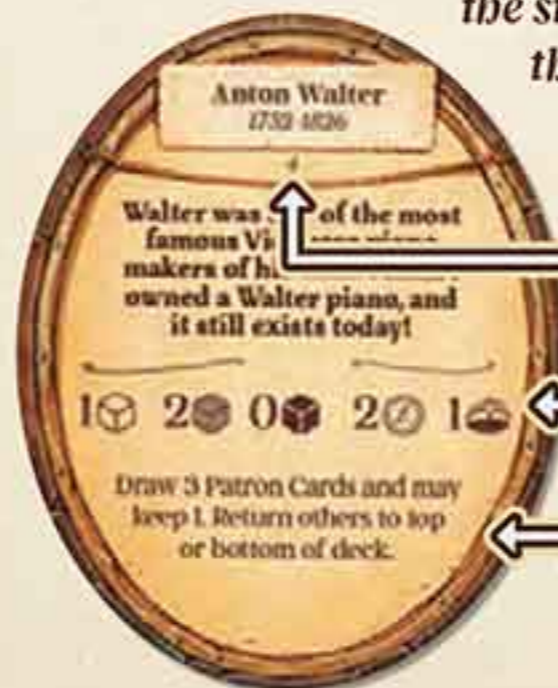 the
Anton Walter
1752-1826
Walter was of the most
famous
makers of
owned a Walter piano, and
it still exists today!
1 2 0 2 1
Draw 3 Patron Cards and may
keep 1. Return others to top
or bottom of deck.